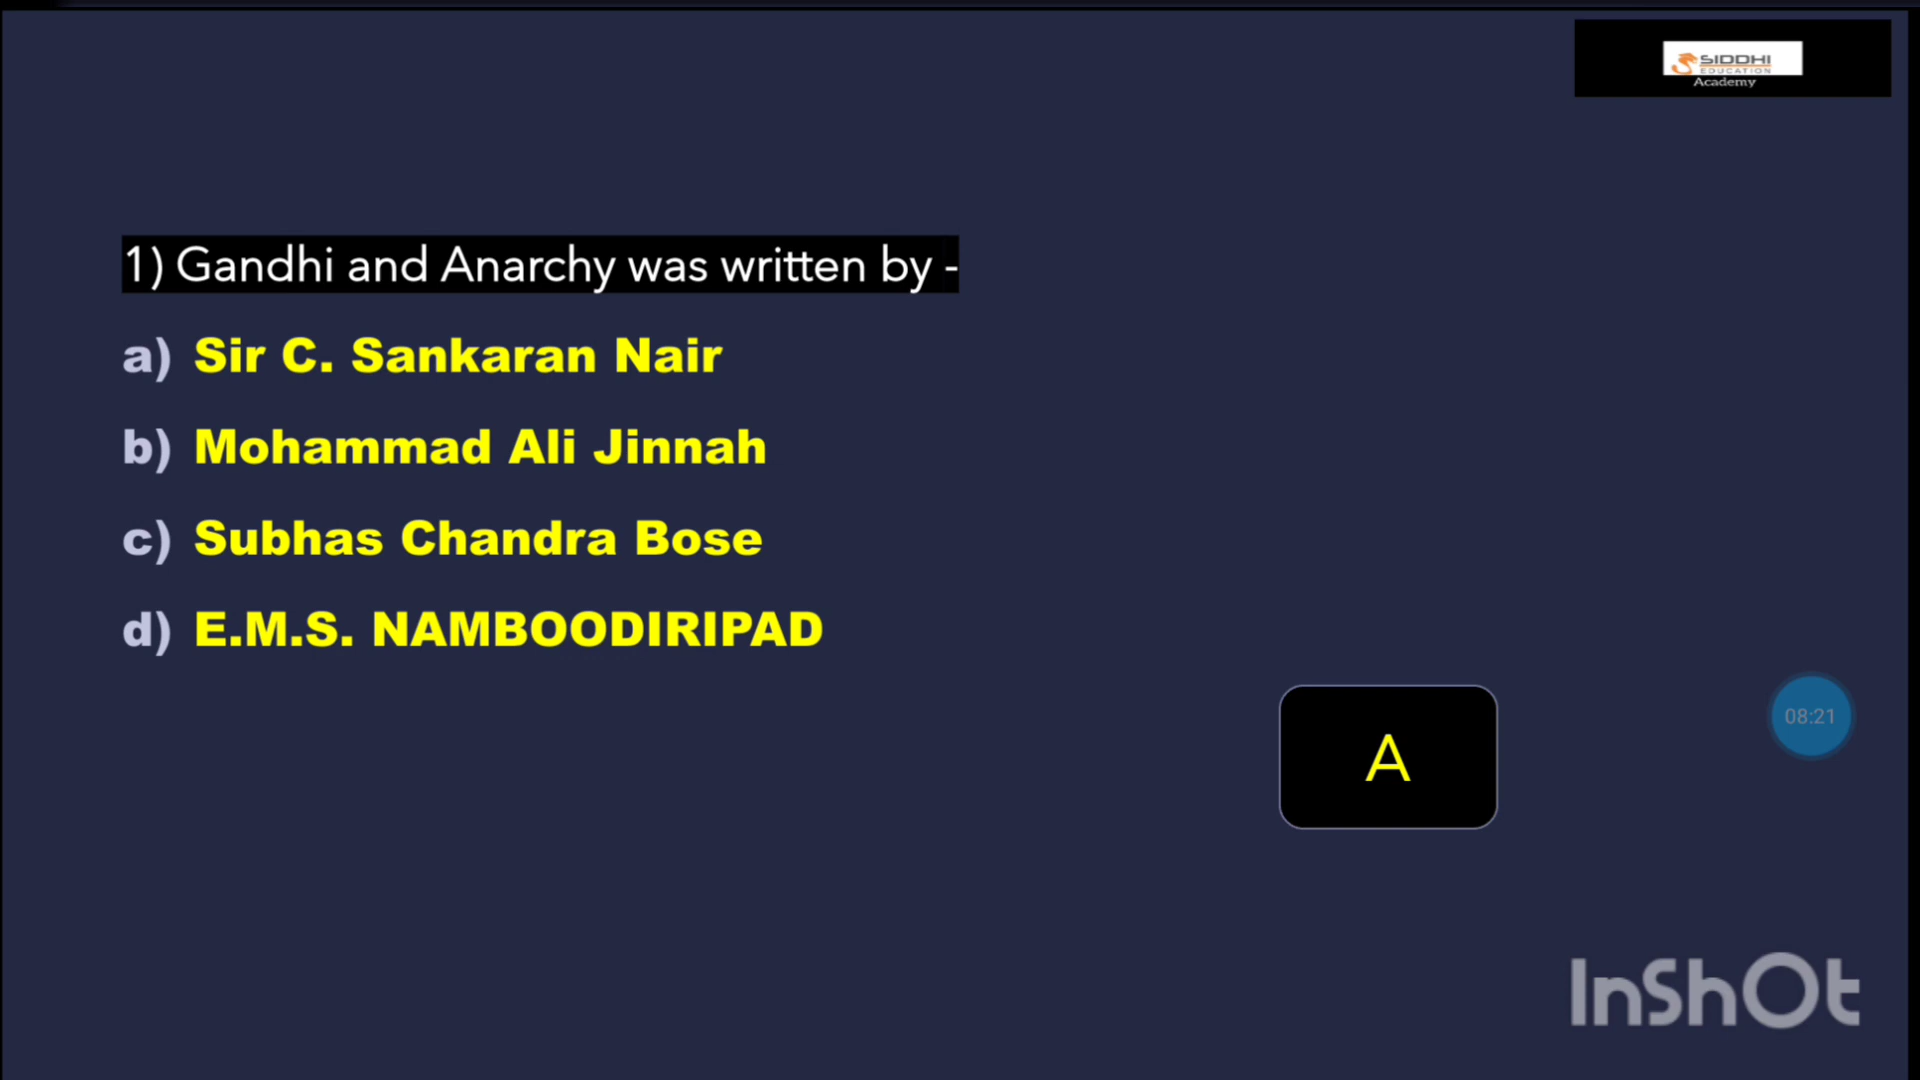 SIDDHI
EDUCATION
Academy
1) Gandhi and Anarchy was written by -
a) Sir C. Sankaran Nair
b) Mohammad Ali Jinnah
c) Subhas Chandra Bose
d) E.M.S. NAMBOODIRIPAD
A
08:21
InShOt